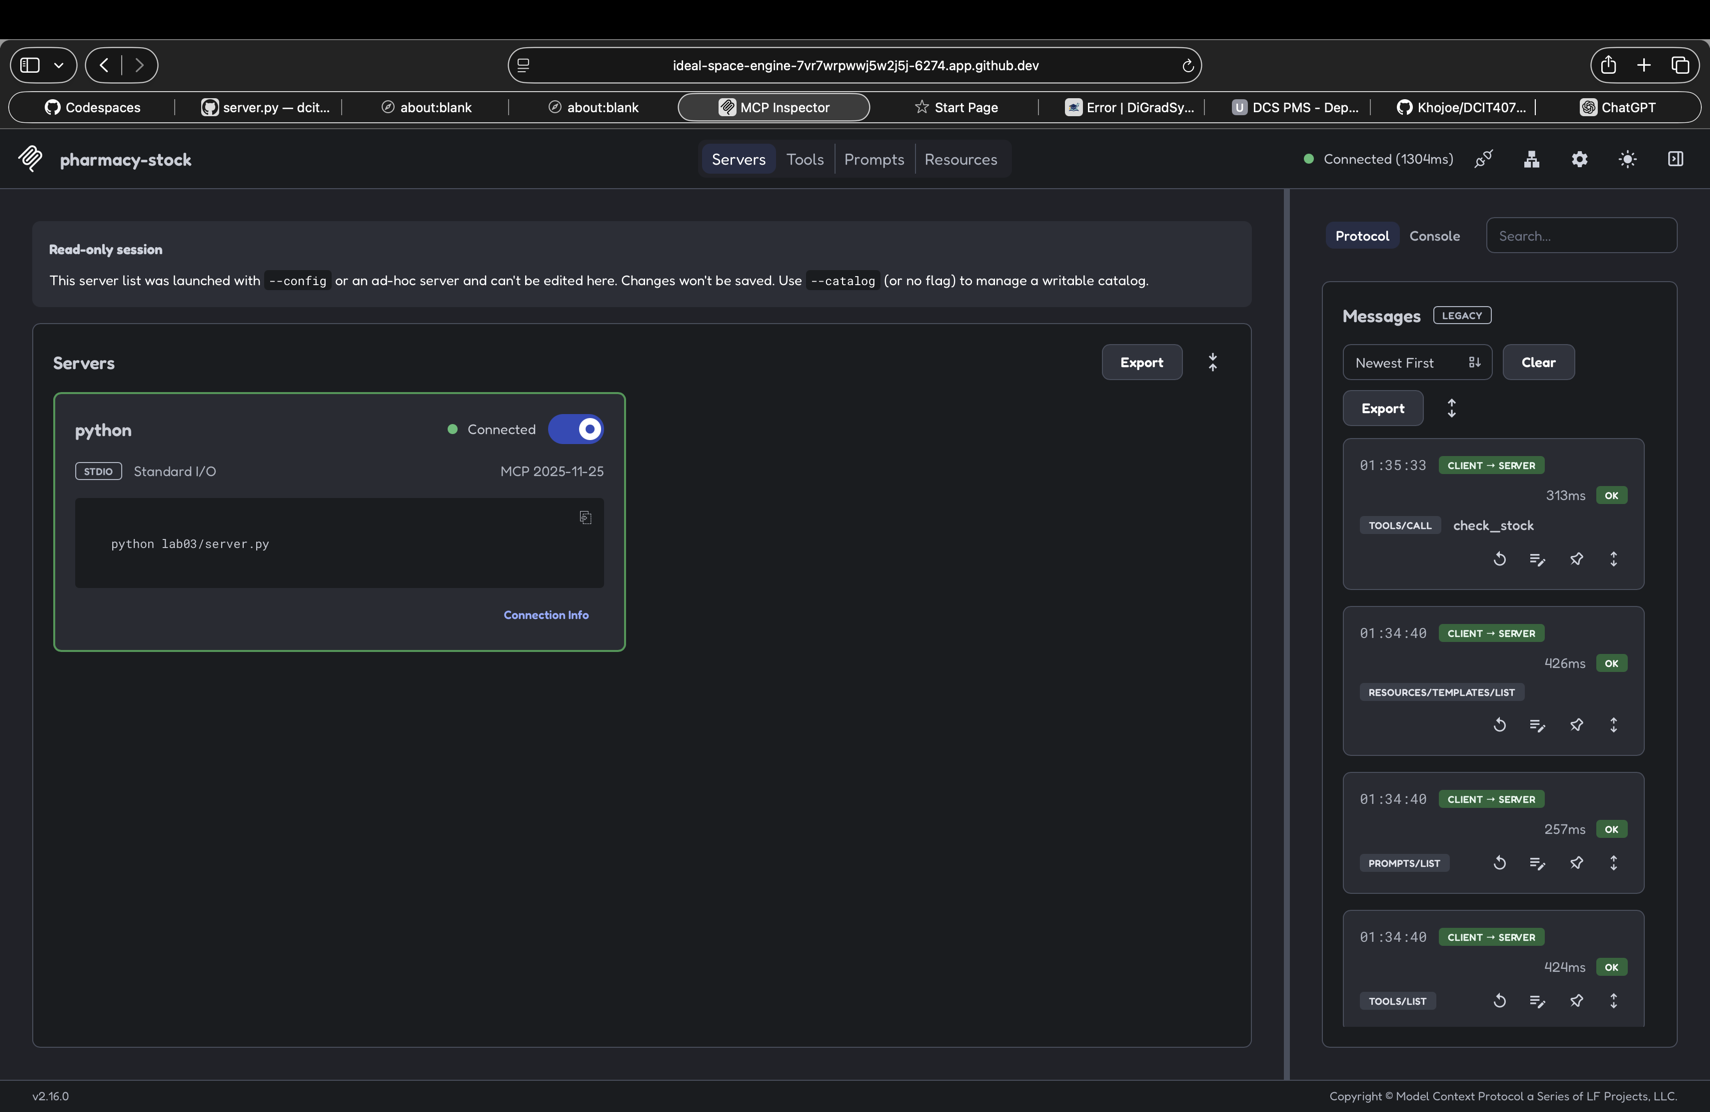 ideal-space-engine-7vr7wrpwwj5w2j5j-6274.app.github.dev
Codespaces
server.py — dcit...
about:blank
about:blank
MCP Inspector
Start Page
Error | DiGradSy...
U DCS PMS - Dep...
Khojoe/DCIT407...
ChatGPT
pharmacy-stock
Servers
Tools
Prompts
Resources
Connected (1304ms)
Read-only session
This server list was launched with --config or an ad-hoc server and can't be edited here. Changes won't be saved. Use --catalog (or no flag) to manage a writable catalog.
Servers
Export
python
Connected
STDIO Standard I/O
MCP 2025-11-25
python lab03/server.py
Connection Info
Protocol
Console
Search...
Messages LEGACY
Newest First
Clear
Export
01:35:33 CLIENT → SERVER
313ms OK
TOOLS/CALL check_stock
01:34:40 CLIENT → SERVER
426ms OK
RESOURCES/TEMPLATES/LIST
01:34:40 CLIENT → SERVER
257ms OK
PROMPTS/LIST
01:34:40 CLIENT → SERVER
424ms OK
TOOLS/LIST
v2.16.0
Copyright © Model Context Protocol a Series of LF Projects, LLC.